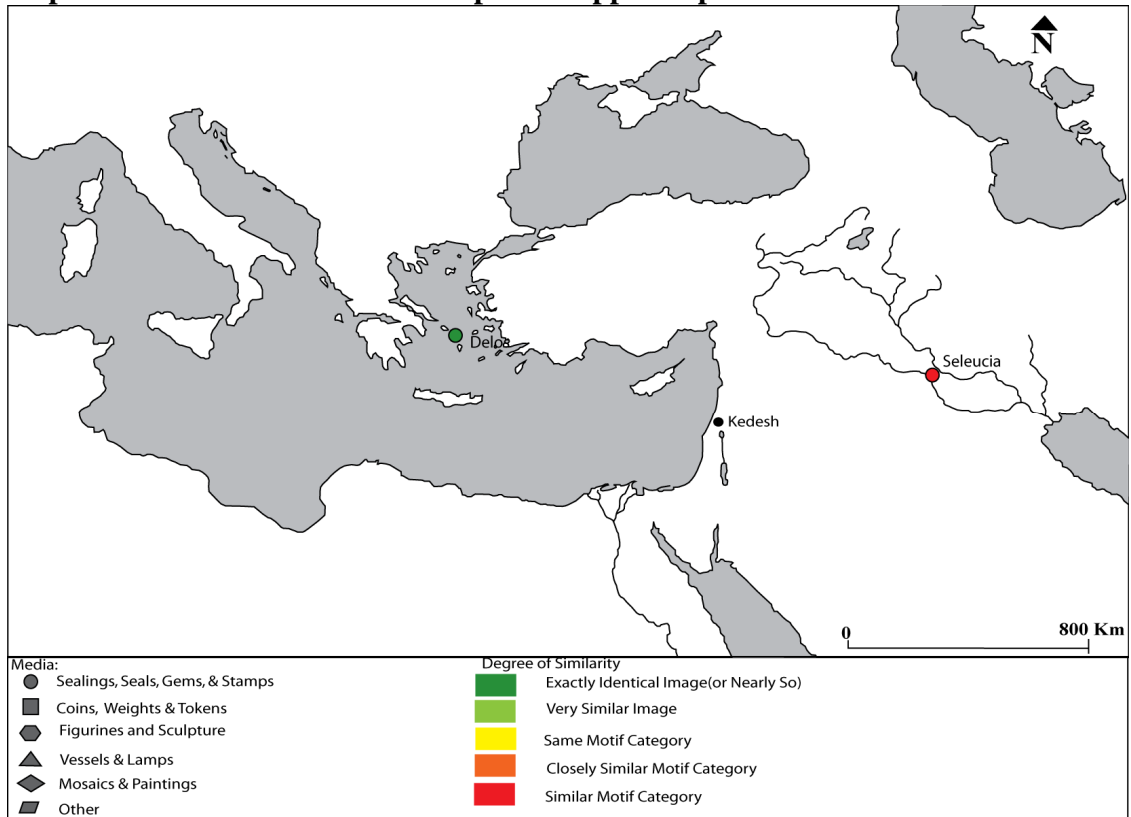 N
Delos
Seleucia
Kedesh
0
800 Km
Media:
Sealings, Seals, Gems, & Stamps
Coins, Weights & Tokens
Figurines and Sculpture
Vessels & Lamps
Mosaics & Paintings
Other
Degree of Similarity
Exactly Identical Image(or Nearly So)
Very Similar Image
Same Motif Category
Closely Similar Motif Category
Similar Motif Category